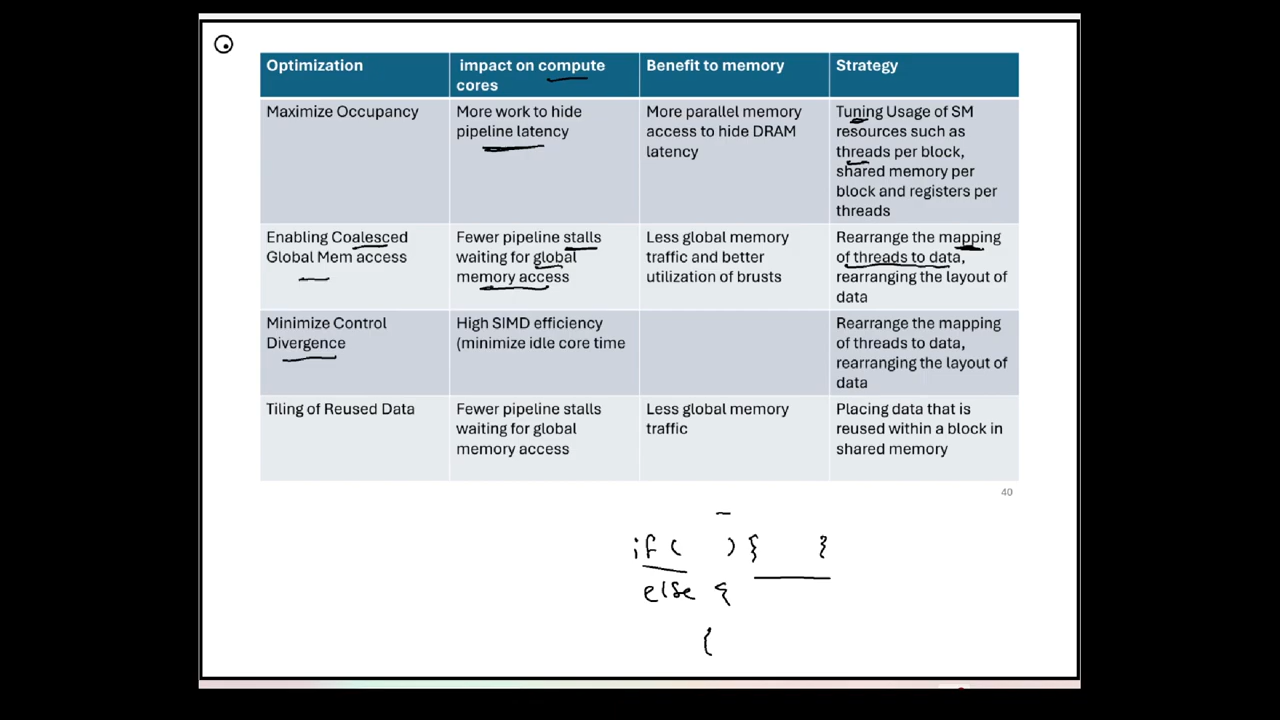 Optimization
impact on compute
cores
Benefit to memory
Strategy
Maximize Occupancy
More work to hide
pipeline latency
More parallel memory
access to hide DRAM
latency
Tuning Usage of SM
resources such as
threads per block,
shared memory per
block and registers per
threads
Enabling Coalesced
Global Mem access
Fewer pipeline stalls
waiting for global
memory access
Less global memory
traffic and better
utilization of brusts
Rearrange the mapping
of threads to data,
rearranging the layout of
data
Minimize Control
Divergence
High SIMD efficiency
(minimize idle core time
Rearrange the mapping
of threads to data,
rearranging the layout of
data
Tiling of Reused Data
Fewer pipeline stalls
waiting for global
memory access
Less global memory
traffic
Placing data that is
reused within a block in
shared memory
40
if ( ) { }
else {
{